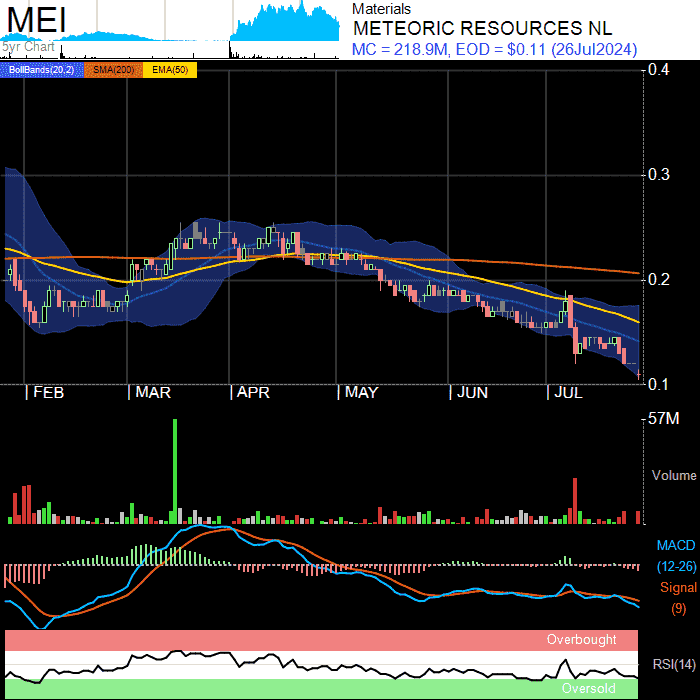 MEI
5yr Chart
Materials
METEORIC RESOURCES NL
MC = 218.9M, EOD = $0.11 (26Jul2024)
BollBands(20,2) SMA(200) EMA(50)
0.4
0.3
0.2
0.1
FEB MAR APR MAY JUN JUL
57M
Volume
MACD
(12-26)
Signal
(9)
Overbought
RSI(14)
Oversold